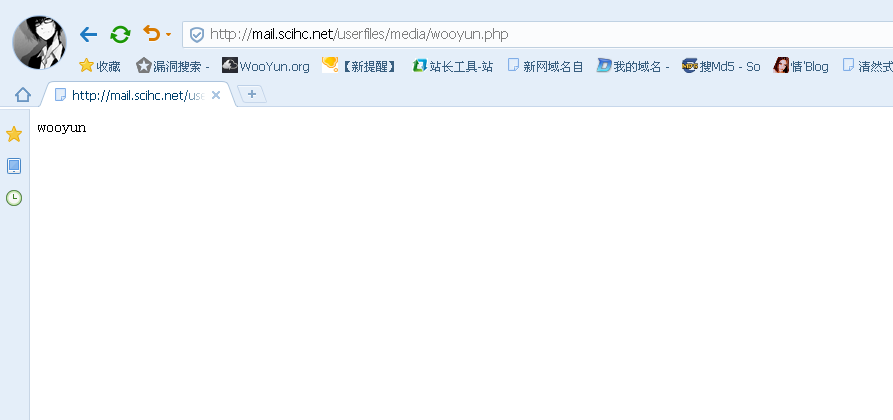 http://mail.scihc.net/userfiles/media/wooyun.php
收藏 漏洞搜索 - WooYun.org 【新提醒】 站长工具-站 新网域名自 我的域名 - 搜Md5 - So 情'Blog 清然式
http://mail.scihc.net/use
wooyun